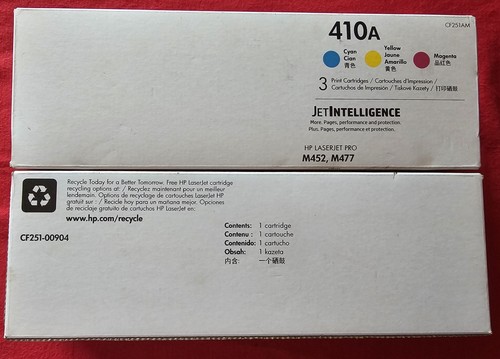 410A
CF251AM
Cyan
Cian
青色
Yellow
Jaune
Amarillo
黄色
Magenta
品红色
3 Print Cartridges / Cartouches d'impression /
Cartuchos de Impresión / Tiskové Kazety / 打印硒鼓
JETINTELLIGENCE
More. Pages, performance and protection.
Plus. Pages, performance et protection.
HP LASERJET PRO
M452, M477
Recycle Today for a Better Tomorrow. Free HP LaserJet cartridge
recycling options at: / Recyclez maintenant pour un meilleur
lendemain. Options de recyclage de cartouches LaserJet HP
gratuit sur : / Recicle hoy para un mañana mejor. Opciones
de reciclaje gratuito de cartuchos HP LaserJet en:
www.hp.com/recycle
CF251-00904
Contents: 1 cartridge
Contenu : 1 cartouche
Contenido: 1 cartucho
Obsah: 1 kazeta
内含: 一个硒鼓